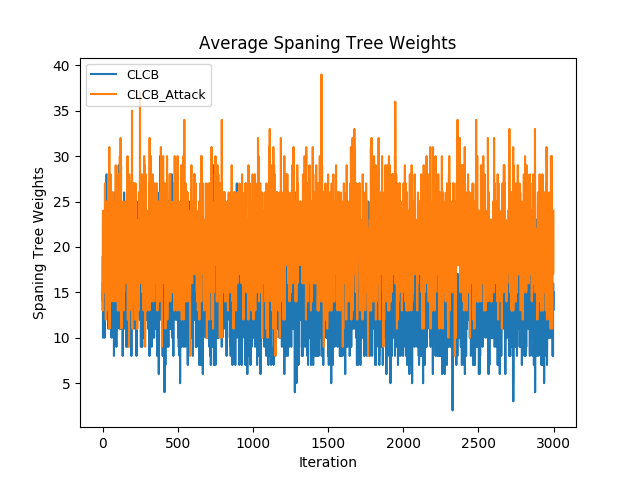 Average Spaning Tree Weights
CLCB
CLCB_Attack
40
35
30
25
20
15
10
5
Spaning Tree Weights
0 500 1000 1500 2000 2500 3000
Iteration